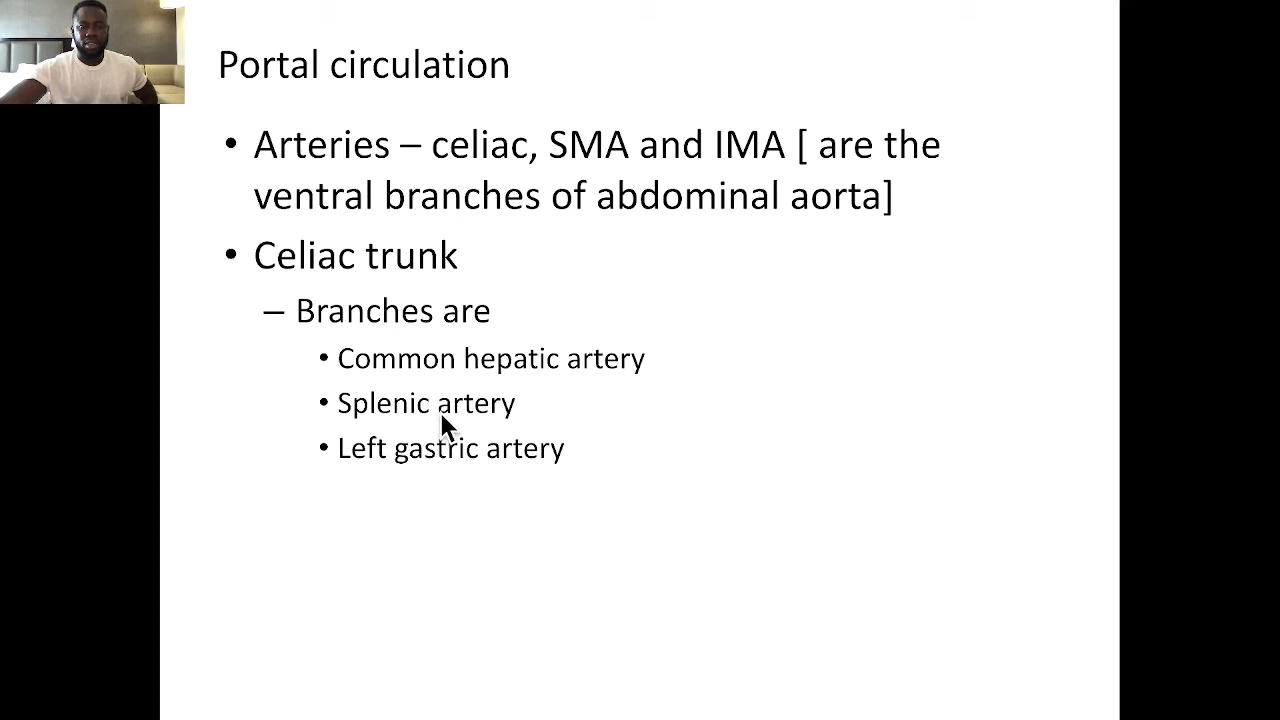 Portal circulation
• Arteries – celiac, SMA and IMA [ are the
ventral branches of abdominal aorta]
• Celiac trunk
– Branches are
• Common hepatic artery
• Splenic artery
• Left gastric artery